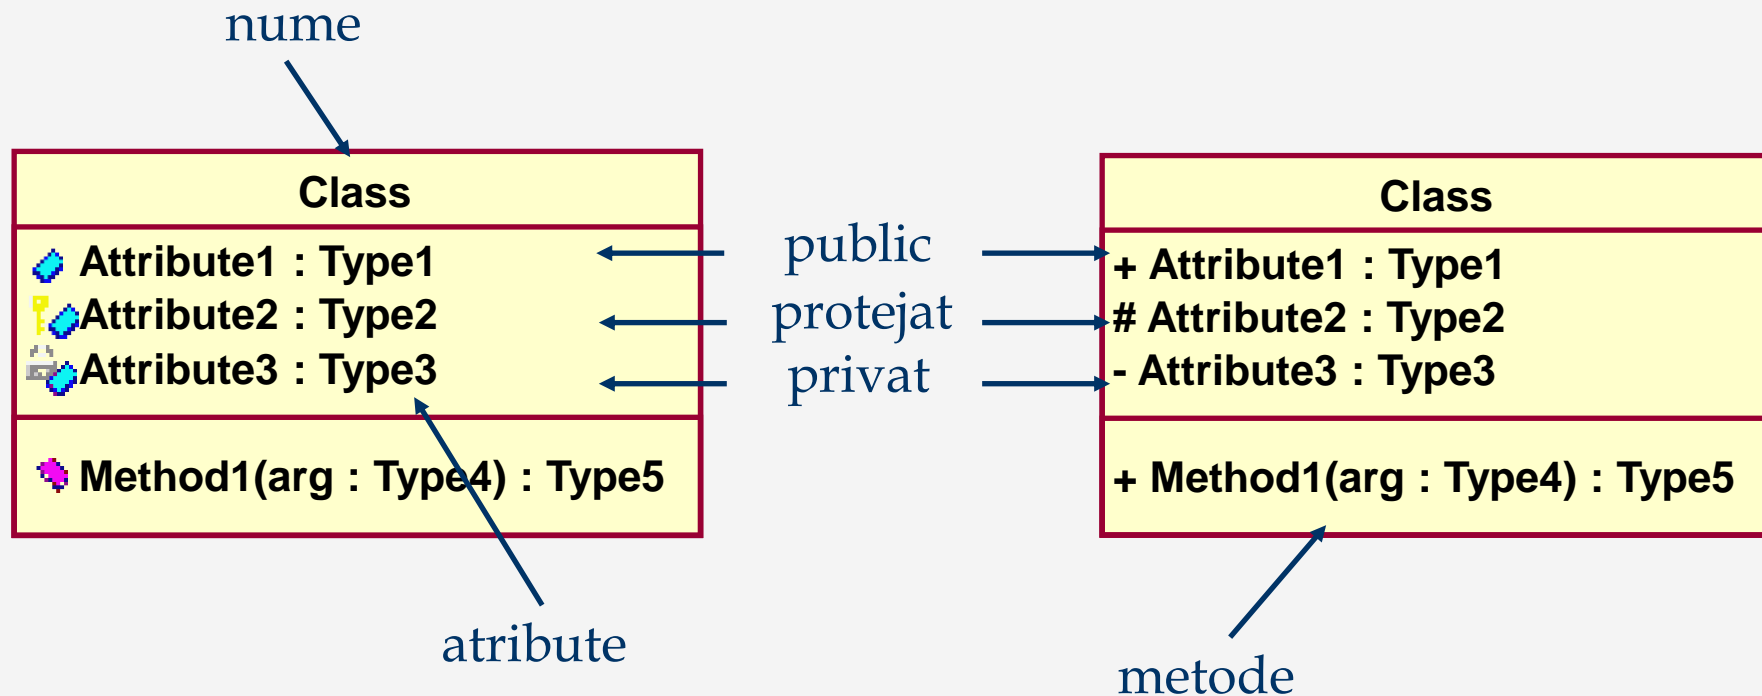 nume
Class
Attribute1 : Type1
Attribute2 : Type2
Attribute3 : Type3
Method1(arg : Type4) : Type5
atribute
public
protejat
privat
Class
+ Attribute1 : Type1
# Attribute2 : Type2
- Attribute3 : Type3
+ Method1(arg : Type4) : Type5
metode